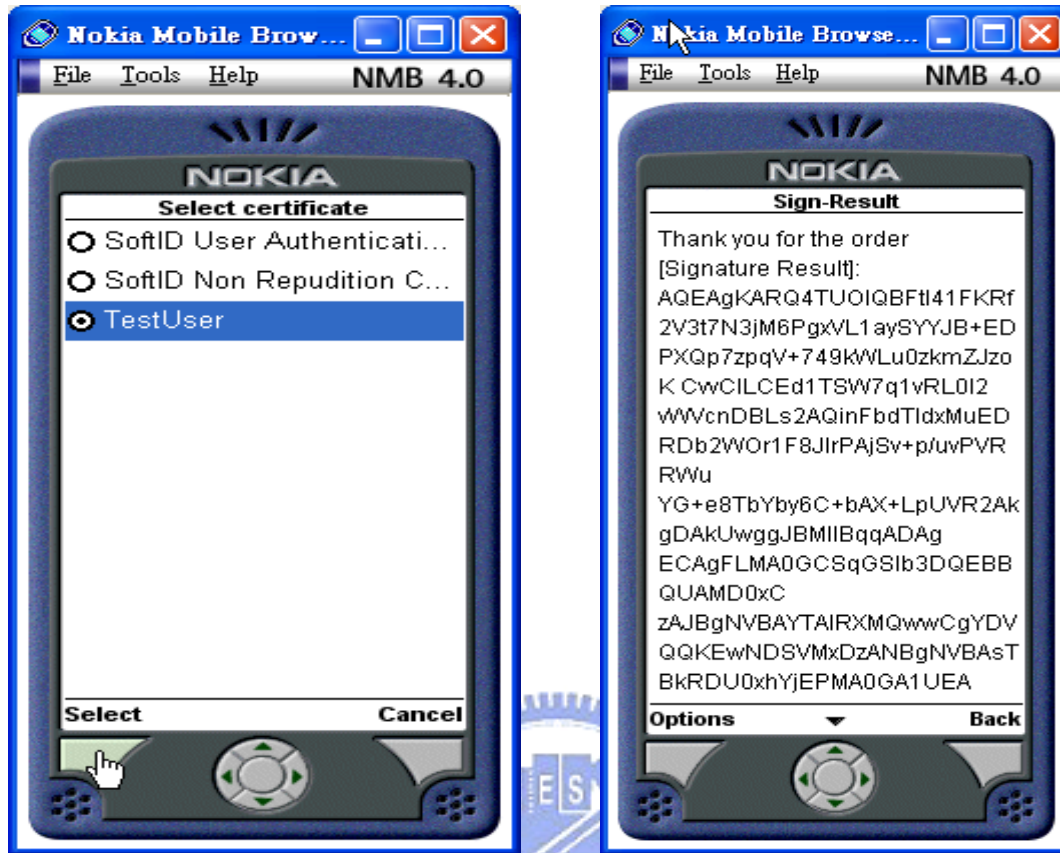 Nokia Mobile Brow...
File Tools Help NMB 4.0
NOKIA
Select certificate
SoftID User Authenticati...
SoftID Non Repudition C...
TestUser
Select Cancel
Nokia Mobile Browse...
File Tools Help NMB 4.0
NOKIA
Sign-Result
Thank you for the order
[Signature Result]:
AQEAgKARQ4TUOIQBFtI41FKRf
2V3t7N3jM6PgxVL1aySYYJB+ED
PXQp7zpqV+749kWLu0zkmZJzo
K CwCILCEd1TSW7q1vRL0I2
vWVcnDBLs2AQinFbdTIdxMuED
RDb2WOr1F8JIrPAjSv+p/uvPVR
RWu
YG+e8TbYby6C+bAX+LpUVR2Ak
gDAkUwggJBMIIBqqADAg
ECAgFLMA0GCSqGSIb3DQEBB
QUAMD0xC
zAJBgNVBAYTAlRXMQwwCgYDV
QQKEwNDSVMxDzANBgNVBAsT
BkRDU0xhYjEPMA0GA1UEA
Options Back
E S